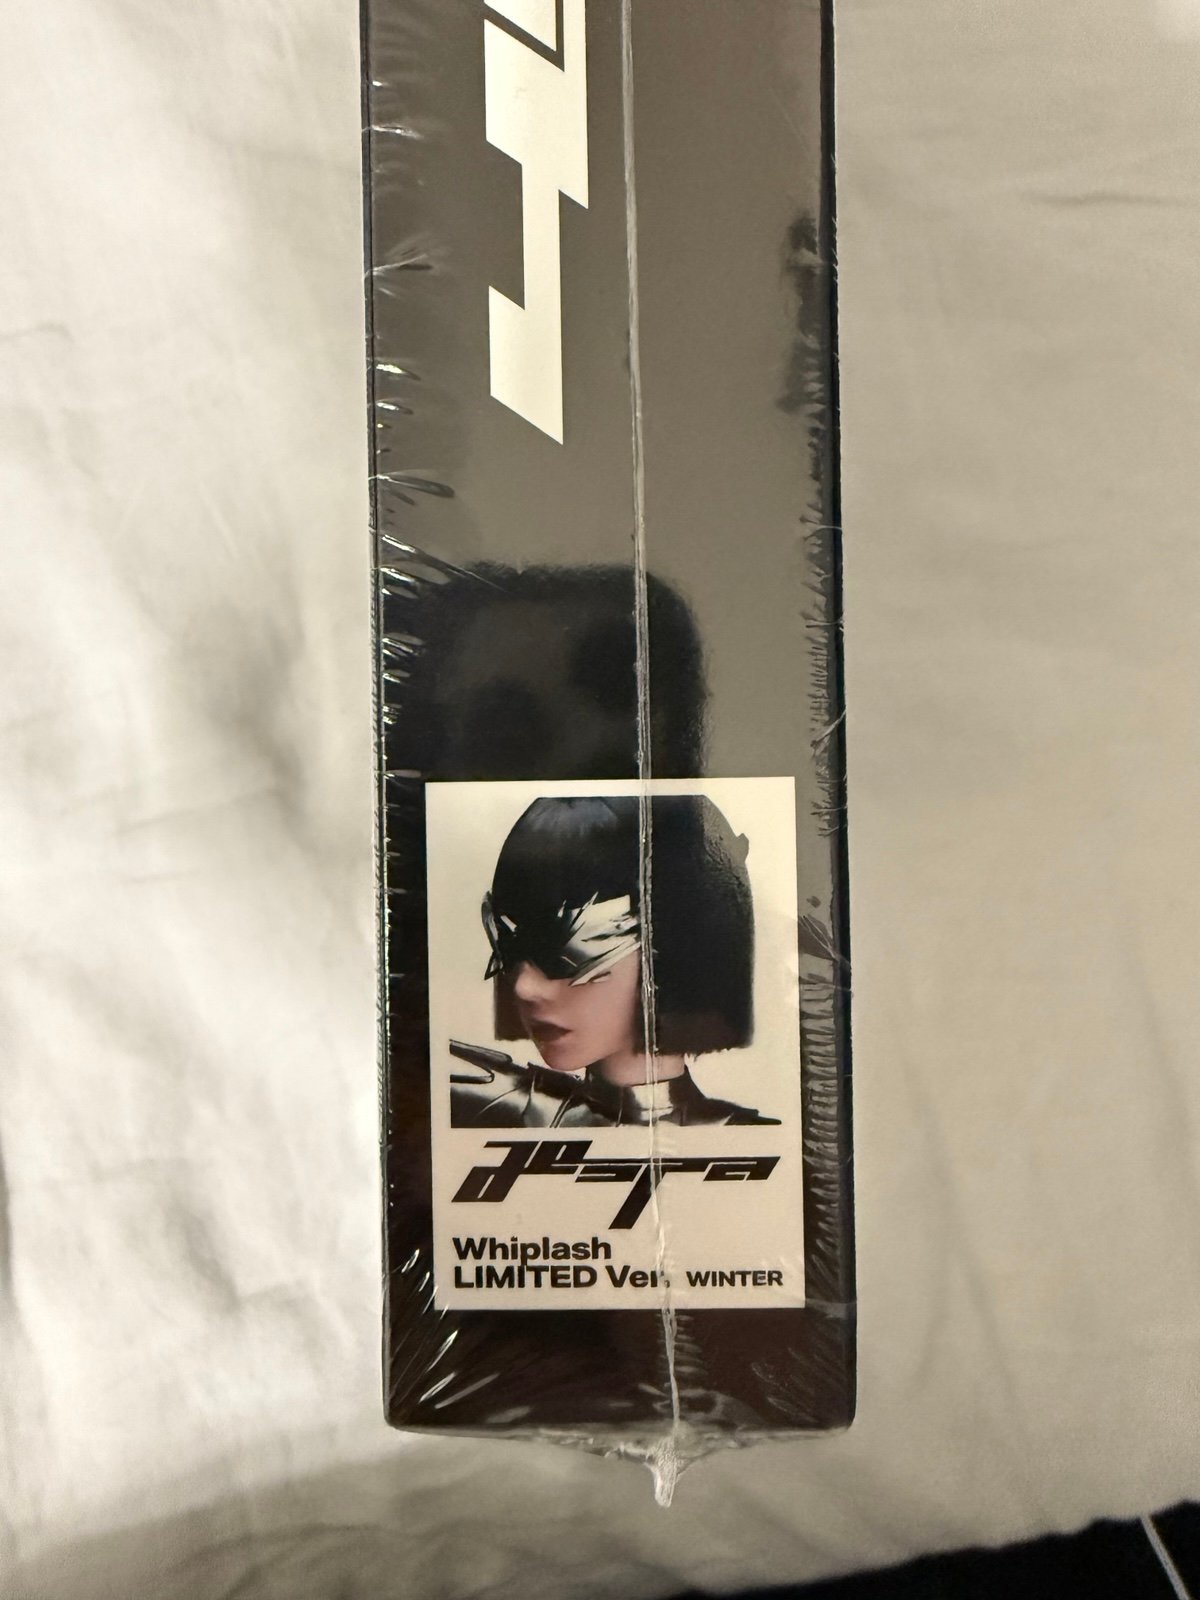 aespa
Whiplash
LIMITED Ver. WINTER